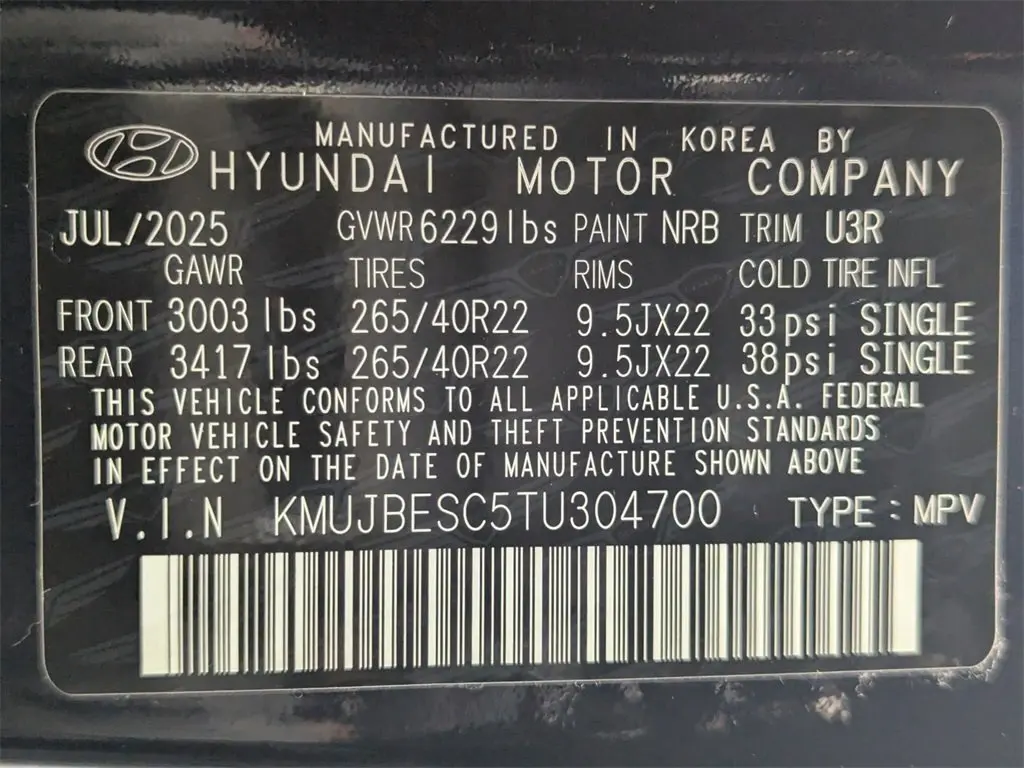 MANUFACTURED IN KOREA BY
HYUNDAI MOTOR COMPANY
JUL/2025 GVWR 6229lbs PAINT NRB TRIM U3R
GAWR TIRES RIMS COLD TIRE INFL
FRONT 3003 lbs 265/40R22 9.5JX22 33psi SINGLE
REAR 3417 lbs 265/40R22 9.5JX22 38psi SINGLE
THIS VEHICLE CONFORMS TO ALL APPLICABLE U.S.A. FEDERAL
MOTOR VEHICLE SAFETY AND THEFT PREVENTION STANDARDS
IN EFFECT ON THE DATE OF MANUFACTURE SHOWN ABOVE
V.I.N KMUJBESC5TU304700 TYPE : MPV